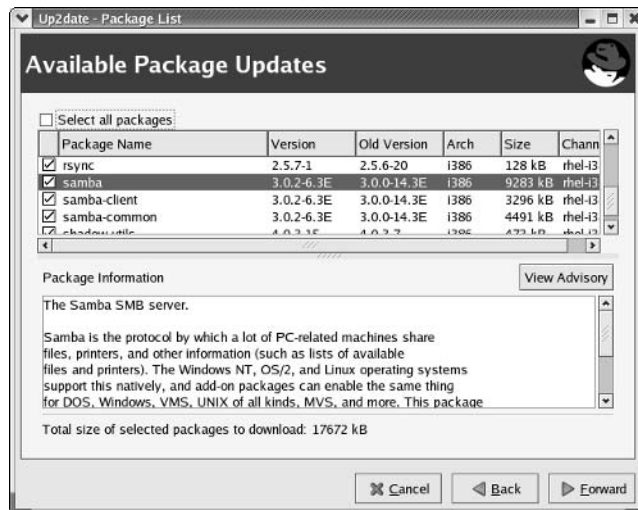 Up2date - Package List
Available Package Updates
Select all packages
Package Name Version Old Version Arch Size Chann
rsync 2.5.7-1 2.5.6-20 i386 128 kB rhel-i3
samba 3.0.2-6.3E 3.0.0-14.3E i386 9283 kB rhel-i3
samba-client 3.0.2-6.3E 3.0.0-14.3E i386 3296 kB rhel-i3
samba-common 3.0.2-6.3E 3.0.0-14.3E i386 4491 kB rhel-i3
shadow-utils i386 473 kB rhel-i3
Package Information
View Advisory
The Samba SMB server.
Samba is the protocol by which a lot of PC-related machines share
files, printers, and other information (such as lists of available
files and printers). The Windows NT, OS/2, and Linux operating systems
support this natively, and add-on packages can enable the same thing
for DOS, Windows, VMS, UNIX of all kinds, MVS, and more. This package
Total size of selected packages to download: 17672 kB
Cancel Back Forward